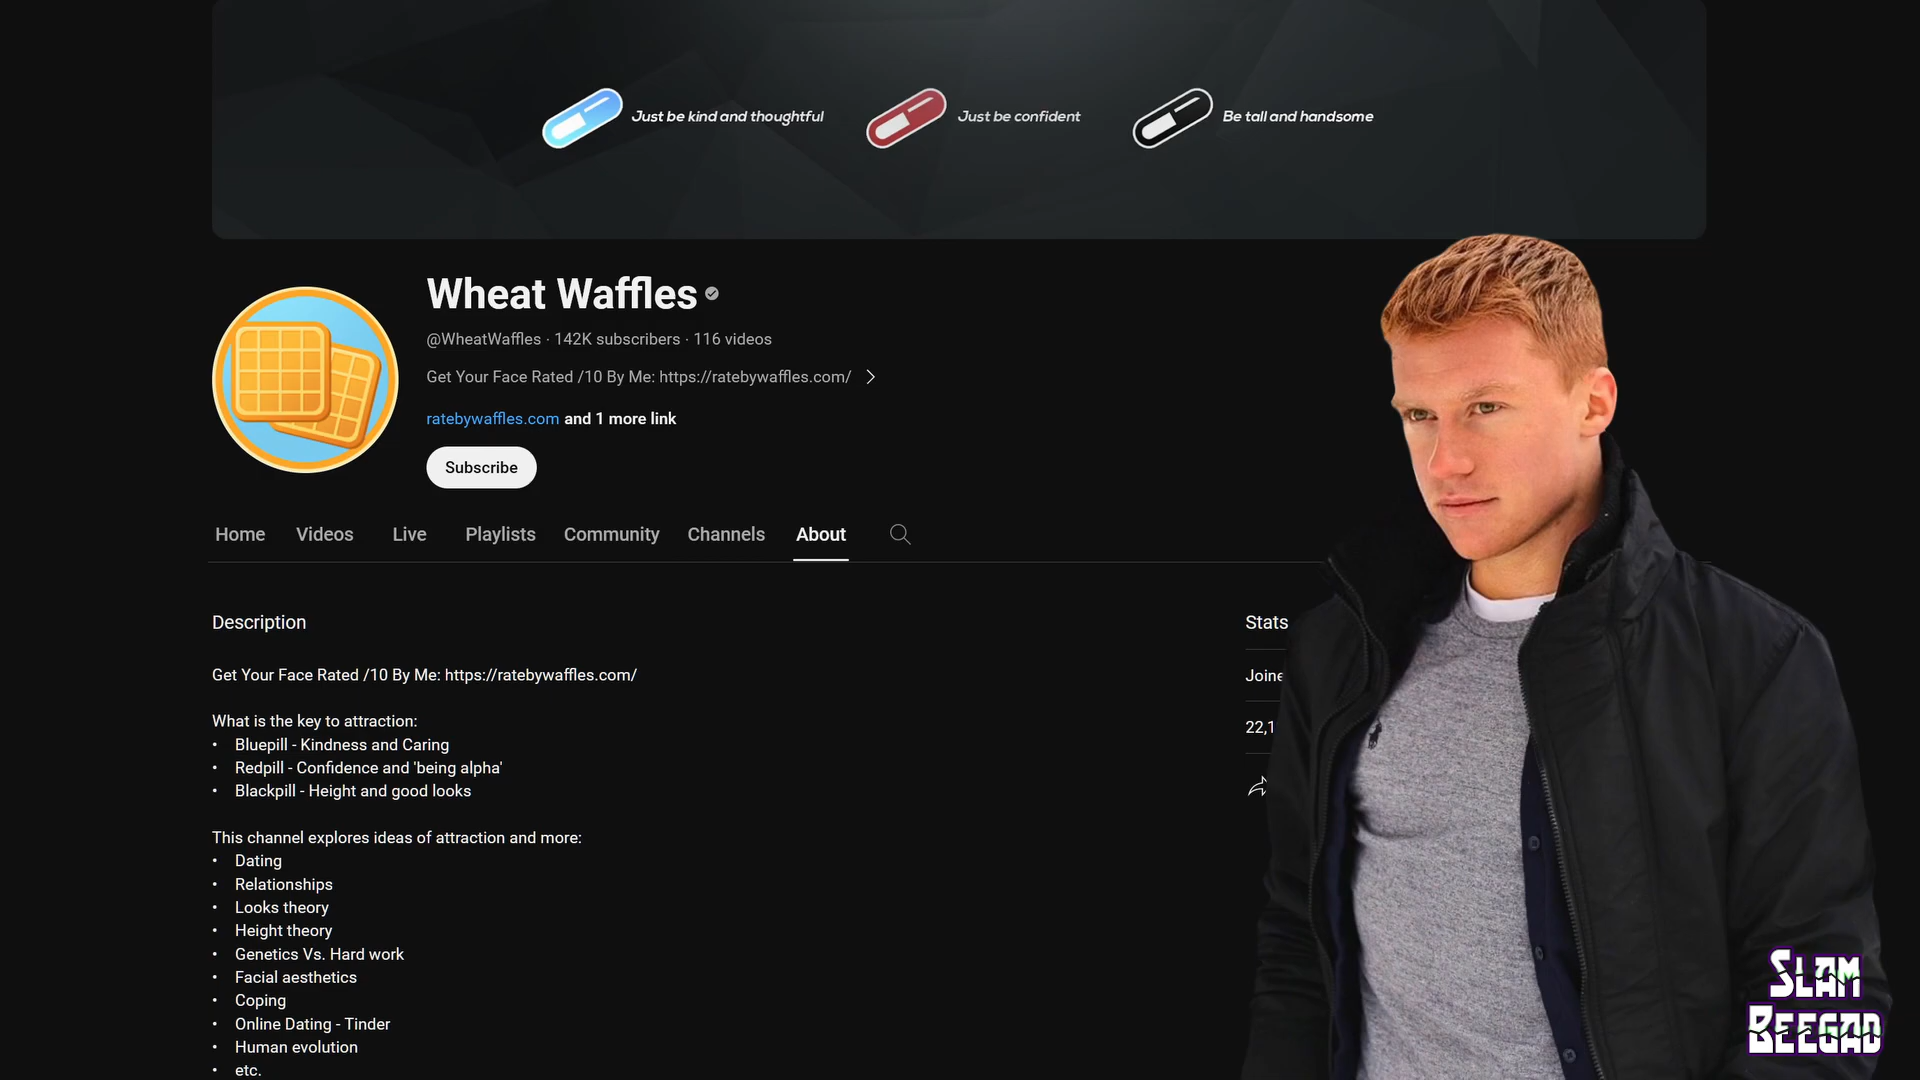 Just be kind and thoughtful
Just be confident
Be tall and handsome
Wheat Waffles
@WheatWaffles · 142K subscribers · 116 videos
Get Your Face Rated /10 By Me: https://ratebywaffles.com/
ratebywaffles.com and 1 more link
Subscribe
Home Videos Live Playlists Community Channels About
Description
Stats
Get Your Face Rated /10 By Me: https://ratebywaffles.com/
Joine
22,1
What is the key to attraction:
• Bluepill - Kindness and Caring
• Redpill - Confidence and 'being alpha'
• Blackpill - Height and good looks
This channel explores ideas of attraction and more:
• Dating
• Relationships
• Looks theory
• Height theory
• Genetics Vs. Hard work
• Facial aesthetics
• Coping
• Online Dating - Tinder
• Human evolution
• etc.
SLAM
BEEGAD